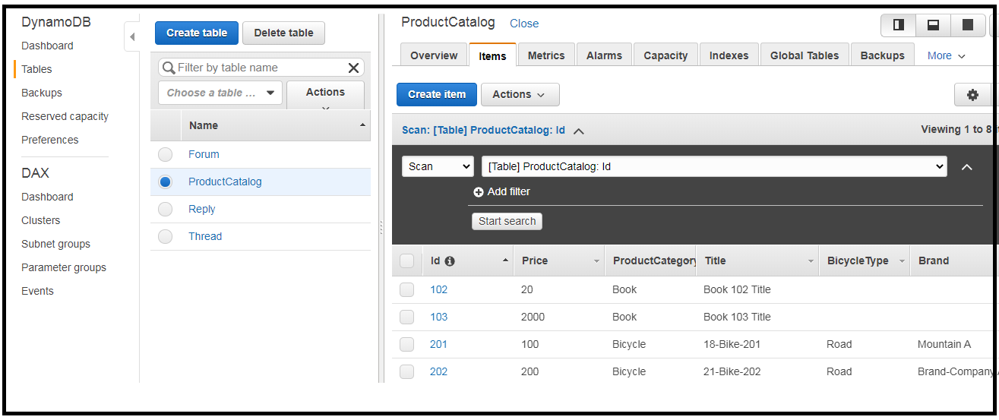 DynamoDB
Dashboard
Tables
Backups
Reserved capacity
Preferences
DAX
Dashboard
Clusters
Subnet groups
Parameter groups
Events
Create table Delete table
Filter by table name
Choose a table ... Actions
Name
Forum
ProductCatalog
Reply
Thread
ProductCatalog Close
Overview Items Metrics Alarms Capacity Indexes Global Tables Backups More
Create item Actions
Scan: [Table] ProductCatalog: Id Viewing 1 to 8
Scan [Table] ProductCatalog: Id
Add filter
Start search
Id Price ProductCategory Title BicycleType Brand
102 20 Book Book 102 Title
103 2000 Book Book 103 Title
201 100 Bicycle 18-Bike-201 Road Mountain A
202 200 Bicycle 21-Bike-202 Road Brand-Company